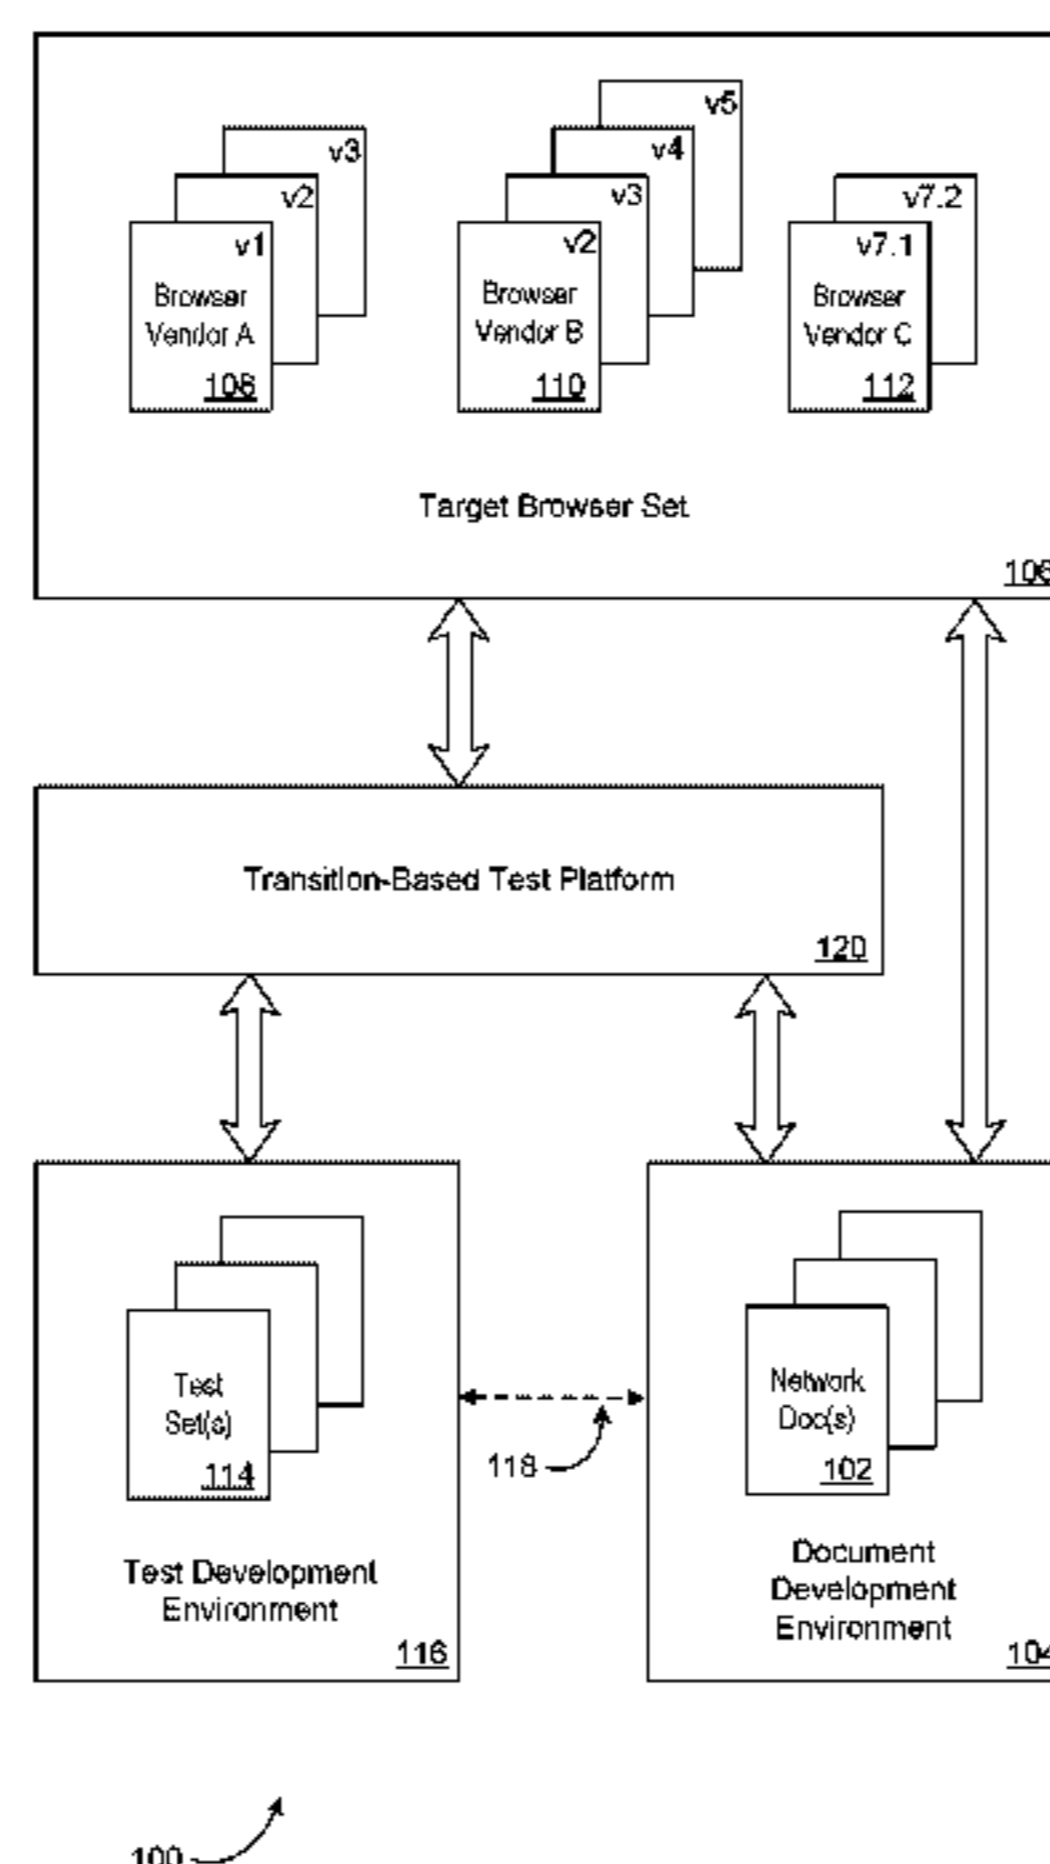 v5
v3
v4
v7.2
v2
v3
v1
v2
v7.1
Browser
Vendor A
108
Browser
Vendor B
110
Browser
Vendor C
112
Target Browser Set
106
Transition-Based Test Platform
120
Test
Set(s)
114
Network
Doc(s)
102
118
Test Development
Environment
116
Document
Development
Environment
104
100